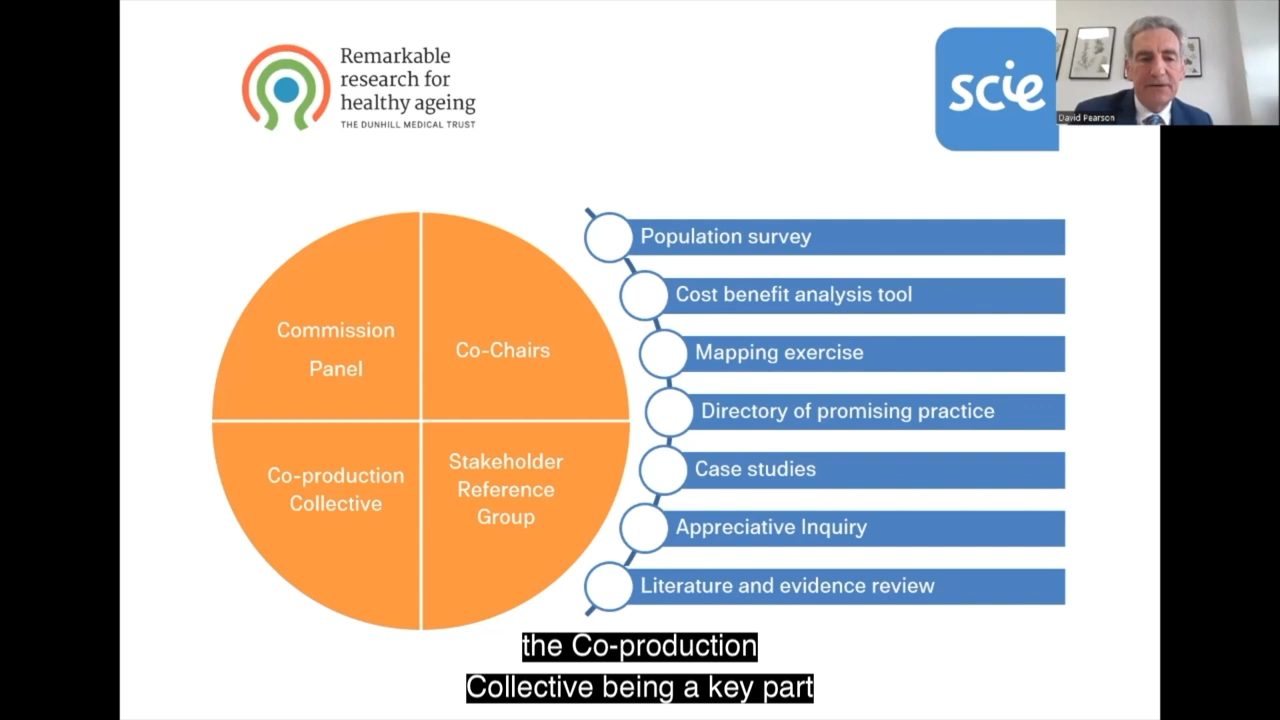 Remarkable
research for
healthy ageing
THE DUNHILL MEDICAL TRUST
scie
David Pearson
Commission
Panel
Co-Chairs
Co-production
Collective
Stakeholder
Reference
Group
Population survey
Cost benefit analysis tool
Mapping exercise
Directory of promising practice
Case studies
Appreciative Inquiry
Literature and evidence review
the Co-production
Collective being a key part